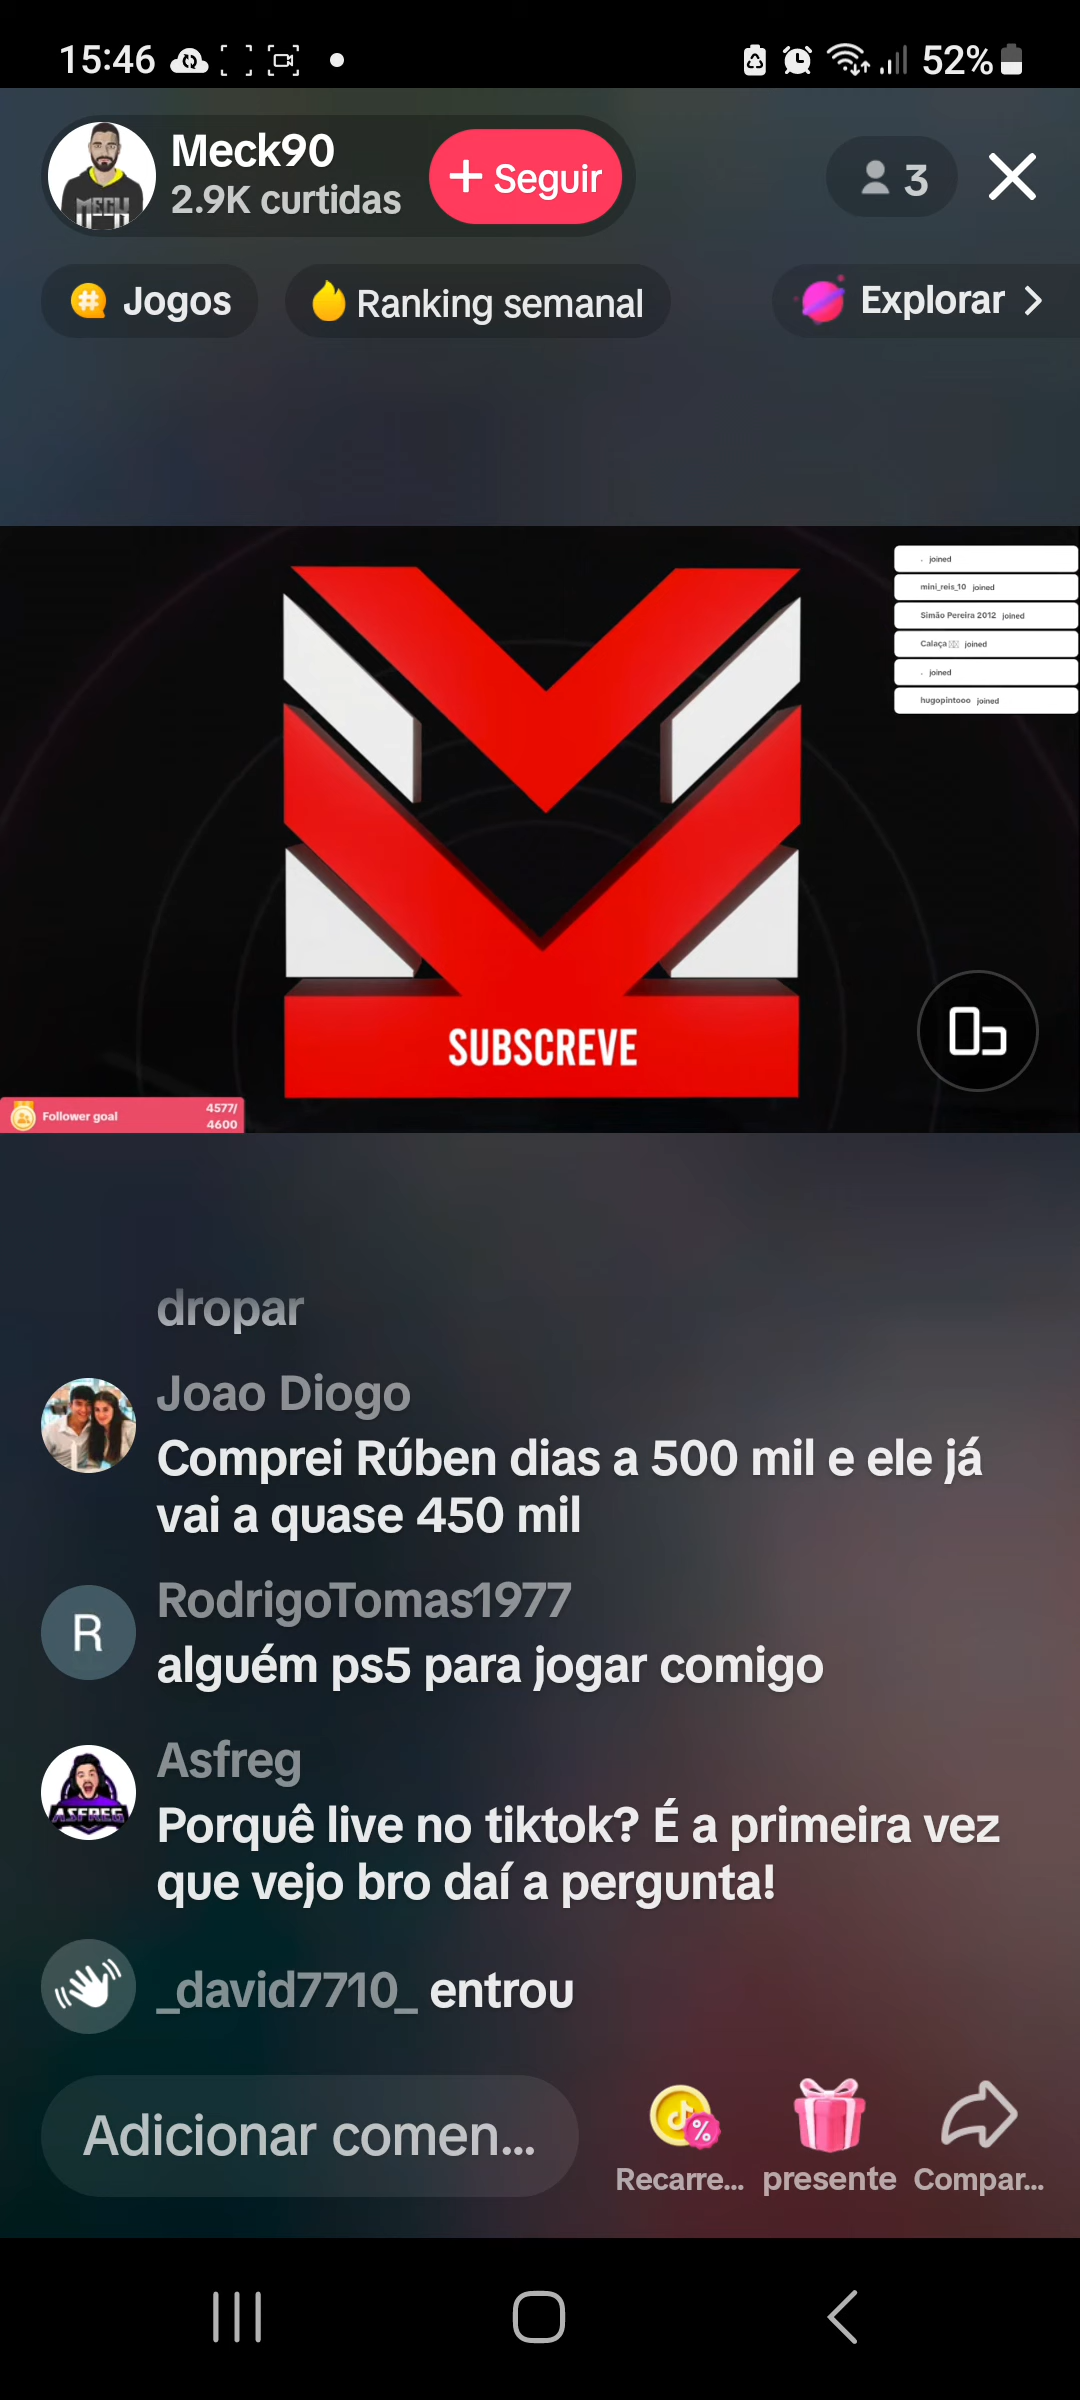 15:46
52%
Meck90
2.9K curtidas
+ Seguir
3
Jogos
Ranking semanal
Explorar
. joined
mini_reis_10 joined
Simão Pereira 2012 joined
Calaça joined
. joined
hugopintooo joined
SUBSCREVE
Follower goal
4577/
4600
dropar
Joao Diogo
Comprei Rúben dias a 500 mil e ele já
vai a quase 450 mil
R
RodrigoTomas1977
alguém ps5 para jogar comigo
ASFREG
Asfreg
Porquê live no tiktok? É a primeira vez
que vejo bro daí a pergunta!
_david7710_ entrou
Adicionar comen...
Recarre...
presente
Compar...